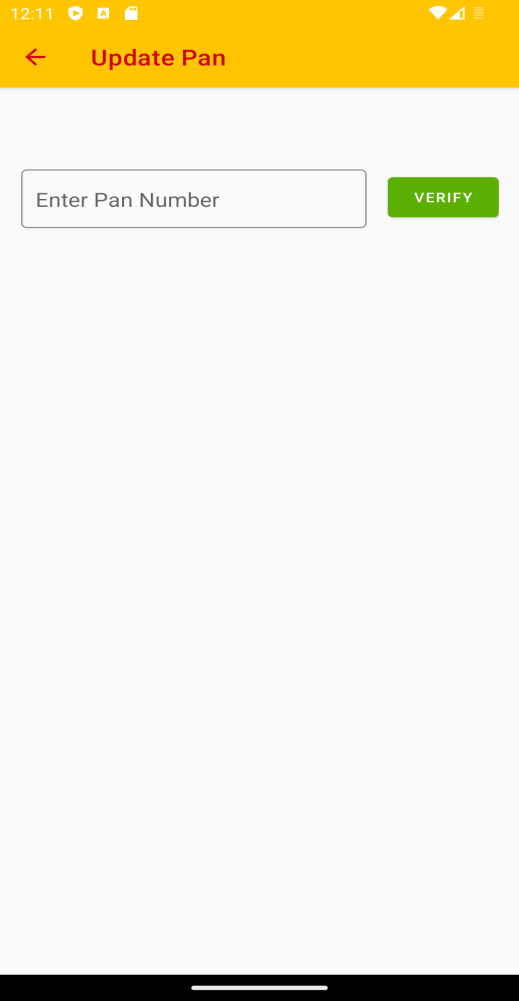 12:11
Update Pan
Enter Pan Number
VERIFY